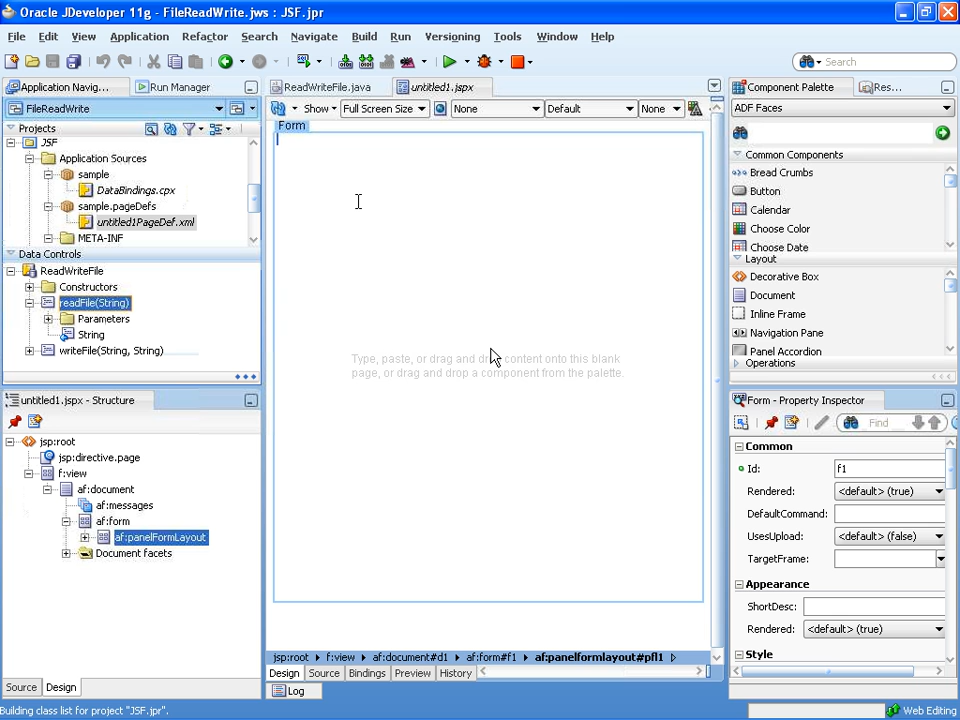 Oracle JDeveloper 11g - FileReadWrite.jws : JSF.jpr
File Edit View Application Refactor Search Navigate Build Run Versioning Tools Window Help
Search
Application Navig... Run Manager
FileReadWrite
Projects
JSF
Application Sources
sample
DataBindings.cpx
sample.pageDefs
untitled1PageDef.xml
META-INF
Data Controls
ReadWriteFile
Constructors
readFile(String)
Parameters
String
writeFile(String, String)
untitled1.jspx - Structure
jsp:root
jsp:directive.page
f:view
af:document
af:messages
af:form
af:panelFormLayout
Document facets
Source Design
ReadWriteFile.java untitled1.jspx
Show Full Screen Size None Default None
Form
Type, paste, or drag and drop content onto this blank
page, or drag and drop a component from the palette.
jsp:root f:view af:document#d1 af:form#f1 af:panelformlayout#pfl1
Design Source Bindings Preview History
Log
Component Palette Res...
ADF Faces
Common Components
Bread Crumbs
Button
Calendar
Choose Color
Choose Date
Layout
Decorative Box
Document
Inline Frame
Navigation Pane
Panel Accordion
Operations
Form - Property Inspector
Find
Common
Id: f1
Rendered: <default> (true)
DefaultCommand:
UsesUpload: <default> (false)
TargetFrame:
Appearance
ShortDesc:
Rendered: <default> (true)
Style
Building class list for project "JSF.jpr".
Web Editing